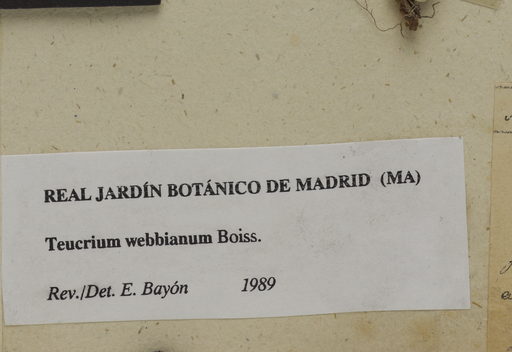 REAL JARDÍN BOTÁNICO DE MADRID (MA)
Teucrium webbianum Boiss.
Rev./Det. E. Bayón 1989